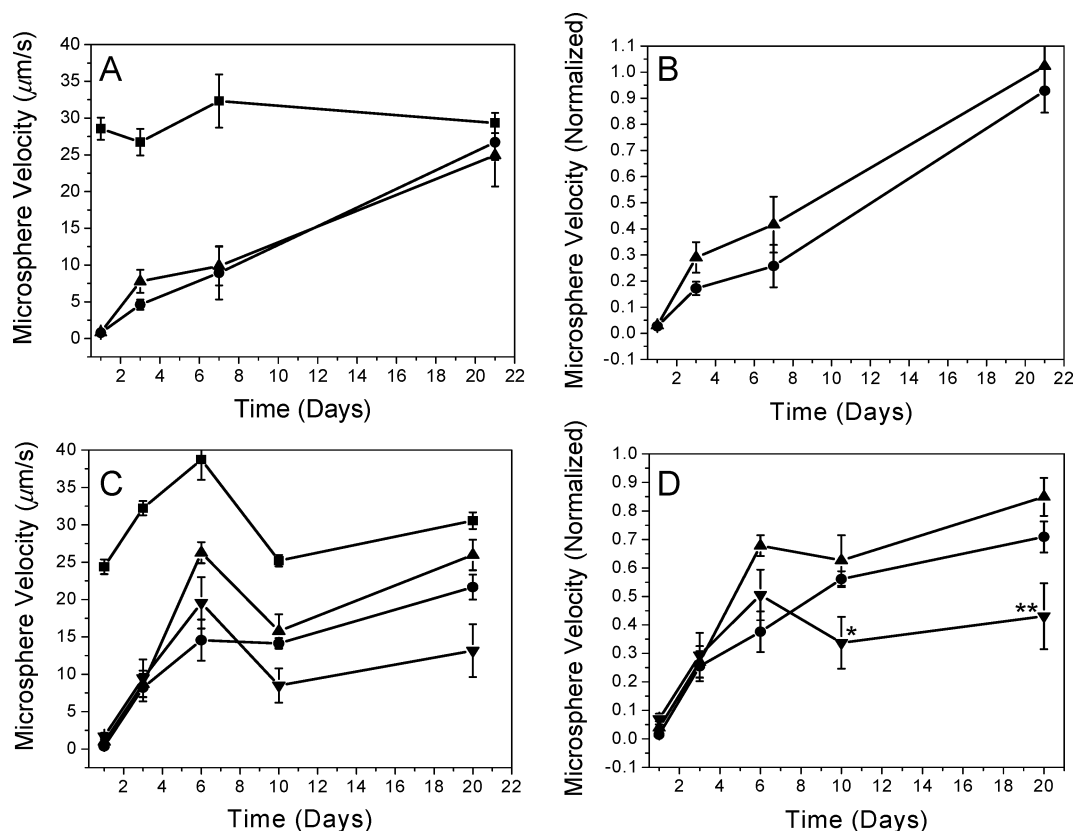 A
Microsphere Velocity (μm/s)
40
35
30
25
20
15
10
5
0
2 4 6 8 10 12 14 16 18 20 22
Time (Days)
B
Microsphere Velocity (Normalized)
1.1
1.0
0.9
0.8
0.7
0.6
0.5
0.4
0.3
0.2
0.1
0.0
-0.1
2 4 6 8 10 12 14 16 18 20 22
Time (Days)
C
Microsphere Velocity (μm/s)
40
35
30
25
20
15
10
5
0
2 4 6 8 10 12 14 16 18 20 22
Time (Days)
D
Microsphere Velocity (Normalized)
1.0
0.9
0.8
0.7
0.6
0.5
0.4
0.3
0.2
0.1
0.0
-0.1
*
**
2 4 6 8 10 12 14 16 18 20
Time (Days)